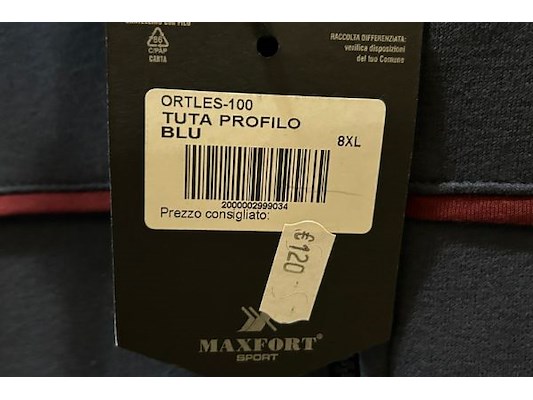 86
C/PAP
CARTA
RACCOLTA DIFFERENZIATA:
verifica disposizioni
del tuo Comune
ORTLES-100
TUTA PROFILO
BLU
8XL
2000002999034
Prezzo consigliato:
€120
MAXFORT®
SPORT